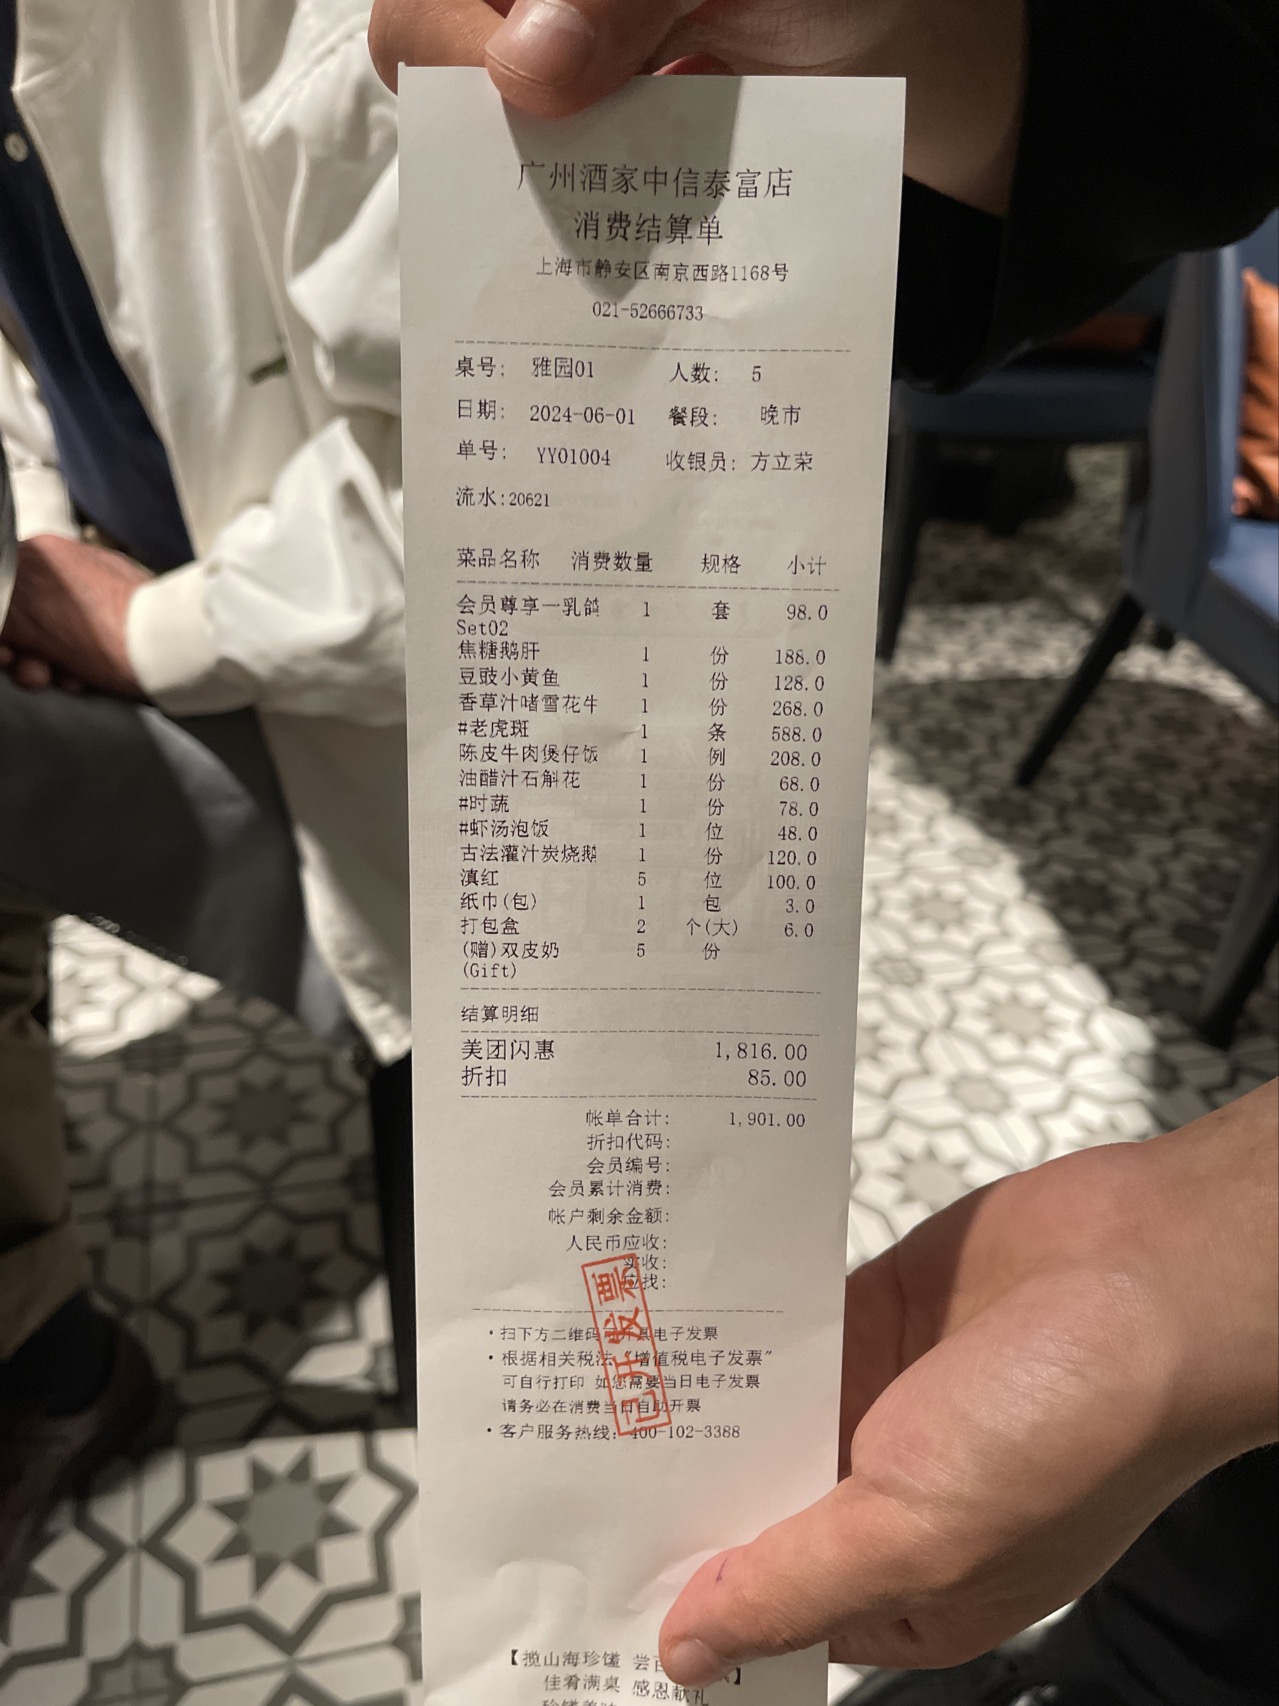 广州酒家中信泰富店
消费结算单
上海市静安区南京西路1168号
021-52666733
桌号: 雅园01 人数: 5
日期: 2024-06-01 餐段: 晚市
单号: YY01004 收银员: 方立荣
流水:20621
菜品名称 消费数量 规格 小计
会员尊享一乳鸽 1 套 98.0
Set02
焦糖鹅肝 1 份 188.0
豆豉小黄鱼 1 份 128.0
香草汁啫雪花牛 1 份 268.0
#老虎斑 1 条 588.0
陈皮牛肉煲仔饭 1 例 208.0
油醋汁石斛花 1 份 68.0
#时蔬 1 份 78.0
#虾汤泡饭 1 位 48.0
古法灌汁炭烧鹅 1 份 120.0
滇红 5 位 100.0
纸巾(包) 1 包 3.0
打包盒 2 个(大) 6.0
(赠)双皮奶 5 份
(Gift)
结算明细
美团闪惠 1,816.00
折扣 85.00
帐单合计: 1,901.00
折扣代码:
会员编号:
会员累计消费:
帐户剩余金额:
人民币应收:
实收:
应找:
已开发票
·扫下方二维码 电子发票
·根据相关税法"增值税电子发票"
可自行打印 如您需要当日电子发票
请务必在消费当日自助开票
·客户服务热线: 400-102-3388
【揽山海珍馐 尝百 】
佳肴满桌 感恩献礼